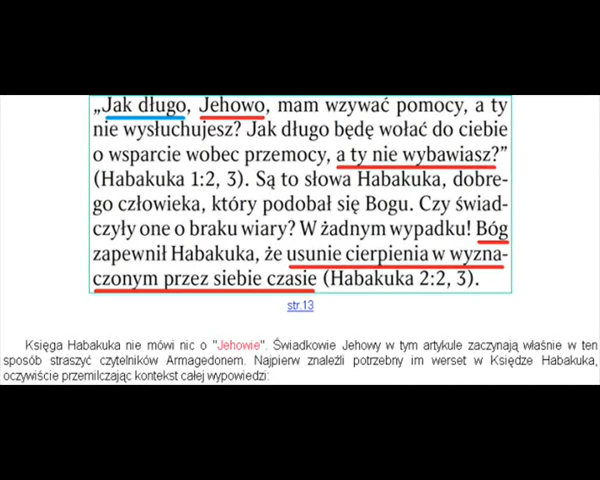 „Jak długo, Jehowo, mam wzywać pomocy, a ty
nie wysłuchujesz? Jak długo będę wołać do ciebie
o wsparcie wobec przemocy, a ty nie wybawiasz?”
(Habakuka 1:2, 3). Są to słowa Habakuka, dobre-
go człowieka, który podobał się Bogu. Czy świad-
czyły one o braku wiary? W żadnym wypadku! Bóg
zapewnił Habakuka, że usunie cierpienia w wyzna-
czonym przez siebie czasie (Habakuka 2:2, 3).
str.13
Księga Habakuka nie mówi nic o "Jehowie". Świadkowie Jehowy w tym artykule zaczynają właśnie w ten
sposób straszyć czytelników Armagedonem. Najpierw znaleźli potrzebny im werset w Księdze Habakuka,
oczywiście przemilczając kontekst całej wypowiedzi: